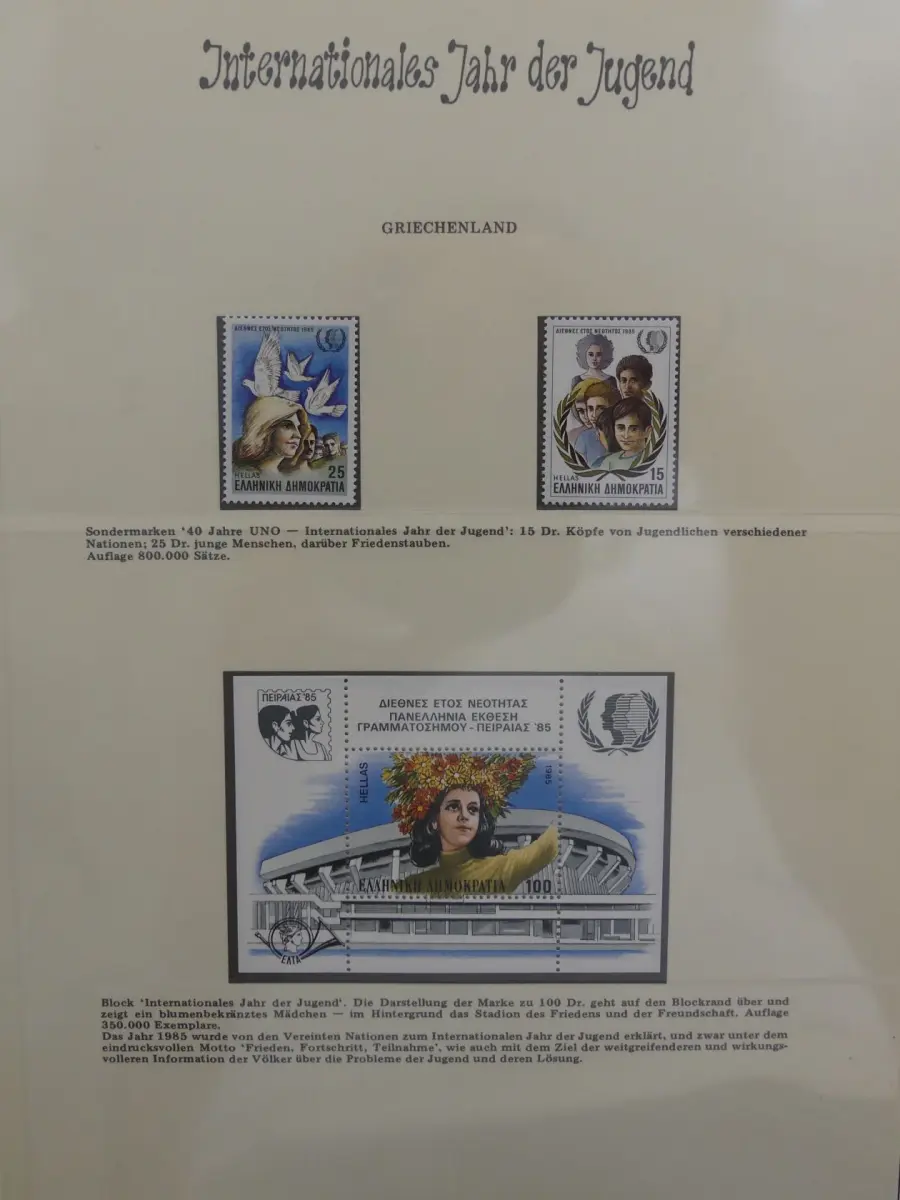 Internationales Jahr der Jugend
GRIECHENLAND
ΔΙΕΘΝΕΣ ΕΤΟΣ ΝΕΟΤΗΤΟΣ 1985
25
HELLAS
ΕΛΛΗΝΙΚΗ ΔΗΜΟΚΡΑΤΙΑ
ΔΙΕΘΝΕΣ ΕΤΟΣ ΝΕΟΤΗΤΟΣ 1985
HELLAS
15
ΕΛΛΗΝΙΚΗ ΔΗΜΟΚΡΑΤΙΑ
Sondermarken '40 Jahre UNO — Internationales Jahr der Jugend': 15 Dr. Köpfe von Jugendlichen verschiedener
Nationen; 25 Dr. junge Menschen, darüber Friedenstauben.
Auflage 800.000 Sätze.
ΠΕΙΡΑΙΑΣ '85
ΔΙΕΘΝΕΣ ΕΤΟΣ ΝΕΟΤΗΤΑΣ
ΠΑΝΕΛΛΗΝΙΑ ΕΚΘΕΣΗ
ΓΡΑΜΜΑΤΟΣΗΜΟΥ - ΠΕΙΡΑΙΑΣ '85
HELLAS
1985
ΕΛΛΗΝΙΚΗ ΔΗΜΟΚΡΑΤΙΑ 100
ΕΛΤΑ
Block 'Internationales Jahr der Jugend'. Die Darstellung der Marke zu 100 Dr. geht auf den Blockrand über und
zeigt ein blumenbekränztes Mädchen — im Hintergrund das Stadion des Friedens und der Freundschaft. Auflage
350.000 Exemplare.
Das Jahr 1985 wurde von den Vereinten Nationen zum Internationalen Jahr der Jugend erklärt, und zwar unter dem
eindrucksvollen Motto 'Frieden, Fortschritt, Teilnahme', wie auch mit dem Ziel der weitgreifenderen und wirkungs-
volleren Information der Völker über die Probleme der Jugend und deren Lösung.